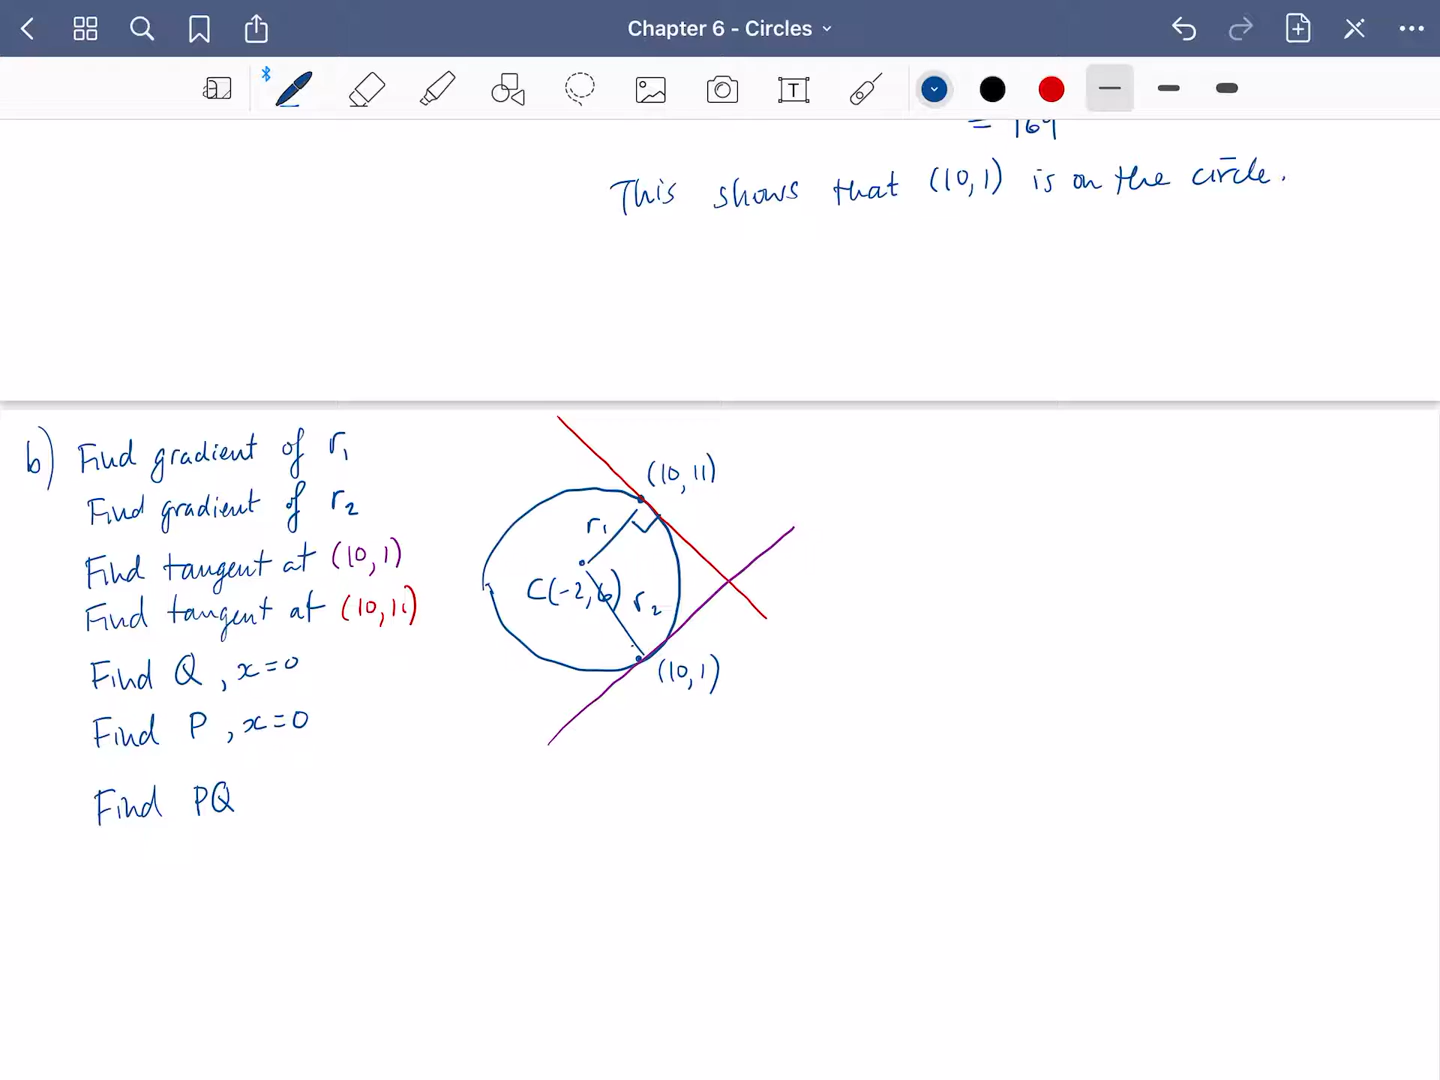 Chapter 6 - Circles
T
= 169
This shows that (10,1) is on the circle.
b) Find gradient of r₁
Find gradient of r₂
Find tangent at (10,1)
Find tangent at (10,11)
Find Q, x=0
Find P, x=0
Find PQ
(10,11)
r₁
C(-2,6)
r₂
(10,1)